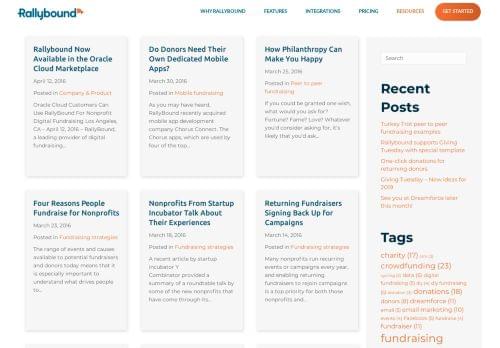 Rallybound
WHY RALLYBOUND
FEATURES
INTEGRATIONS
PRICING
RESOURCES
GET STARTED
Rallybound Now
Available in the Oracle
Cloud Marketplace
April 12, 2016
Posted in Company & Product
Oracle Cloud Customers Can
Use RallyBound For Nonprofit
Digital Fundraising Los Angeles,
CA – April 12, 2016 – RallyBound,
a leading provider of digital
fundraising...
Do Donors Need Their
Own Dedicated Mobile
Apps?
March 30, 2016
Posted in Mobile fundraising
As you may have heard,
RallyBound recently acquired
mobile app development
company Chorus Connect. The
Chorus apps, which are used by
four of the top...
How Philanthropy Can
Make You Happy
March 25, 2016
Posted in Peer to peer
fundraising
If you could be granted one wish,
what would you ask for?
Fortune? Fame? Love? Whatever
you'd consider asking for, it's
likely that you'd ask...
Four Reasons People
Fundraise for Nonprofits
March 23, 2016
Posted in Fundraising strategies
The range of events and causes
available to potential fundraisers
and donors today means that it
is especially important to
understand what drives people
to...
Nonprofits From Startup
Incubator Talk About
Their Experiences
March 18, 2016
Posted in Fundraising strategies
A recent article by startup
incubator Y
Combinator provided a
summary of a roundtable talk by
some of the new nonprofits that
have come through its...
Returning Fundraisers
Signing Back Up for
Campaigns
March 14, 2016
Posted in Fundraising strategies
Many nonprofits run recurring
events or campaigns every year,
and enabling returning
fundraisers to rejoin campaigns
is a top priority for both those
nonprofits and...
Search
Recent
Posts
Turkey Trot peer to peer
fundraising examples
Rallybound supports Giving
Tuesday with special template
One-click donations for
returning donors
Giving Tuesday – New ideas for
2019
See you at Dreamforce later
this month!
Tags
charity (17)
crowdfunding (23)
data (5) digital
fundraising (5) diy (4) diy fundraising
(5) donation (3) donations (18)
donors (8) dreamforce (11)
email (5) email marketing (10)
events (4) Facebook (5)
fundraiser (11)
fundraising